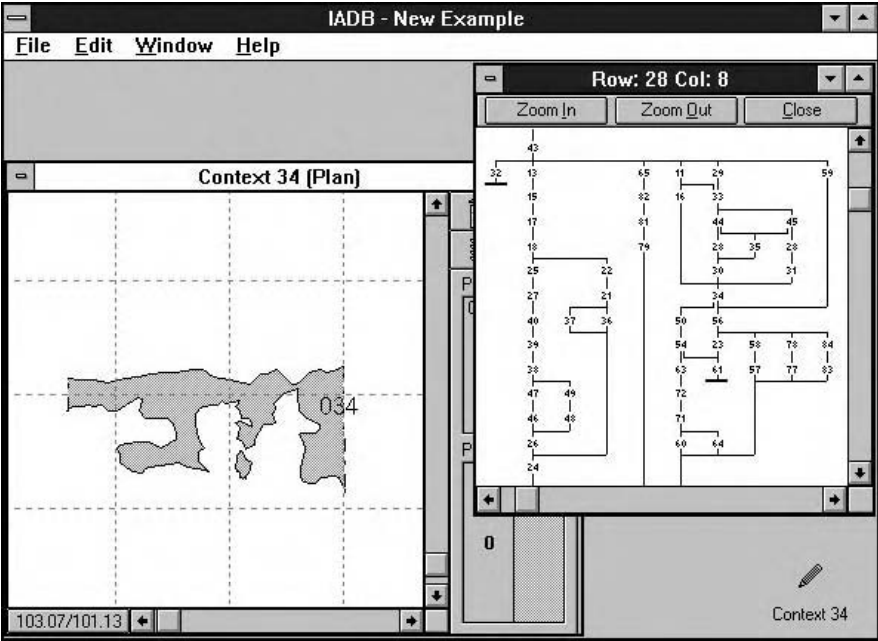 IADB - New Example
File Edit Window Help
Row: 28 Col: 8
Zoom In Zoom Out Close
43
32 13 65 11 29 59
15 82 16 33
17 81 44 45
18 79 28 35 28
25 22 30 31
27 21 34
40 37 36 50 56
39 54 23 58 78 84
38 63 61 57 77 83
47 49 72
46 48 71
26 60 64
24
Context 34 (Plan)
P
034
P
0
103.07/101.13
Context 34